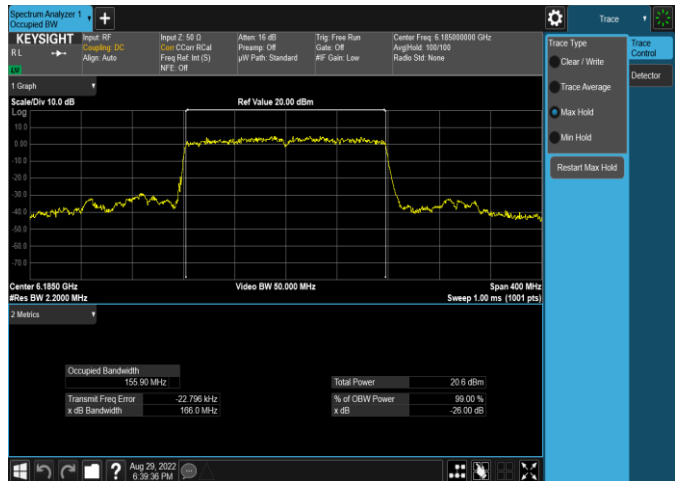 Spectrum Analyzer 1
Occupied BW
Trace
KEYSIGHT
RL
LV
Input: RF
Coupling: DC
Align: Auto
Input Z: 50 Ω
Corr CCorr RCal
Freq Ref: Int (S)
NFE: Off
Atten: 16 dB
Preamp: Off
µW Path: Standard
Trig: Free Run
Gate: Off
#IF Gain: Low
Center Freq: 6.185000000 GHz
Avg|Hold: 100/100
Radio Std: None
Trace Type
Clear / Write
Trace Average
Max Hold
Min Hold
Restart Max Hold
Trace
Control
Detector
1 Graph
Scale/Div 10.0 dB
Ref Value 20.00 dBm
Log
10.0
0.00
-10.0
-20.0
-30.0
-40.0
-50.0
-60.0
-70.0
Center 6.1850 GHz
Video BW 50.000 MHz
Span 400 MHz
#Res BW 2.2000 MHz
Sweep 1.00 ms (1001 pts)
2 Metrics
Occupied Bandwidth
155.90 MHz
Total Power 20.6 dBm
Transmit Freq Error -22.796 kHz
% of OBW Power 99.00 %
x dB Bandwidth 166.0 MHz
x dB -26.00 dB
?
Aug 29, 2022
6:39:36 PM